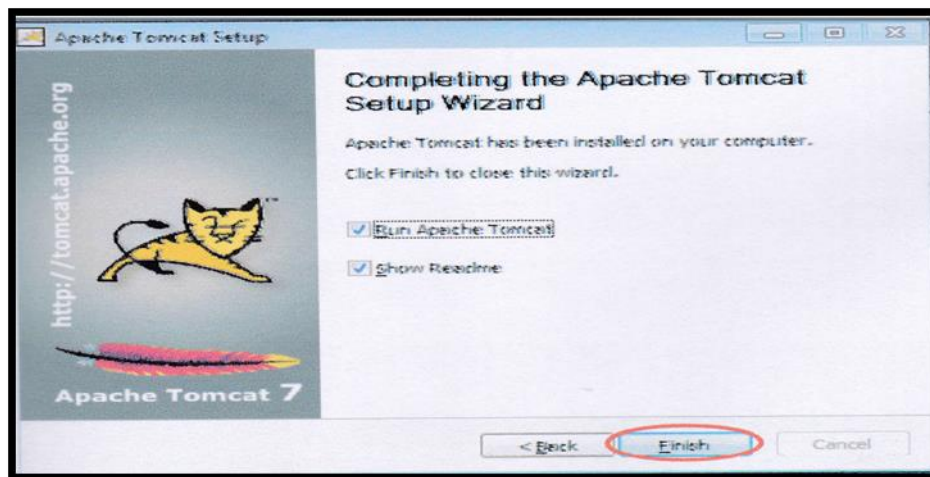 Apache Tomcat Setup
http://tomcat.apache.org
Completing the Apache Tomcat
Setup Wizard
Apache Tomcat has been installed on your computer.
Click Finish to close this wizard.
Run Apache Tomcat
Show Readme
TM
Apache Tomcat 7
< Back
Finish
Cancel